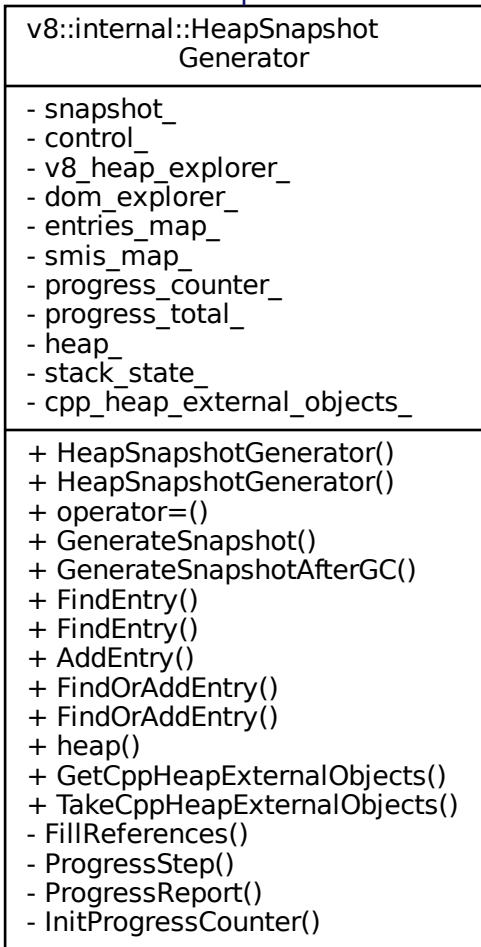 v8::internal::HeapSnapshot
Generator
- snapshot_
- control_
- v8_heap_explorer_
- dom_explorer_
- entries_map_
- smis_map_
- progress_counter_
- progress_total_
- heap_
- stack_state_
- cpp_heap_external_objects_
+ HeapSnapshotGenerator()
+ HeapSnapshotGenerator()
+ operator=()
+ GenerateSnapshot()
+ GenerateSnapshotAfterGC()
+ FindEntry()
+ FindEntry()
+ AddEntry()
+ FindOrAddEntry()
+ FindOrAddEntry()
+ heap()
+ GetCppHeapExternalObjects()
+ TakeCppHeapExternalObjects()
- FillReferences()
- ProgressStep()
- ProgressReport()
- InitProgressCounter()